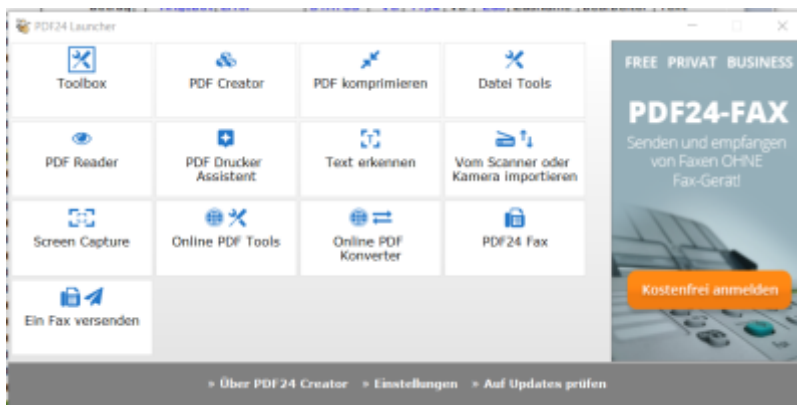 PDF24 Launcher
Toolbox
PDF Creator
PDF komprimieren
Datei Tools
PDF Reader
PDF Drucker
Assistent
Text erkennen
Vom Scanner oder
Kamera importieren
Screen Capture
Online PDF Tools
Online PDF
Konverter
PDF24 Fax
Ein Fax versenden
FREE PRIVAT BUSINESS
PDF24-FAX
Senden und empfangen
von Faxen OHNE
Fax-Gerät!
Kostenfrei anmelden
» Über PDF24 Creator » Einstellungen » Auf Updates prüfen